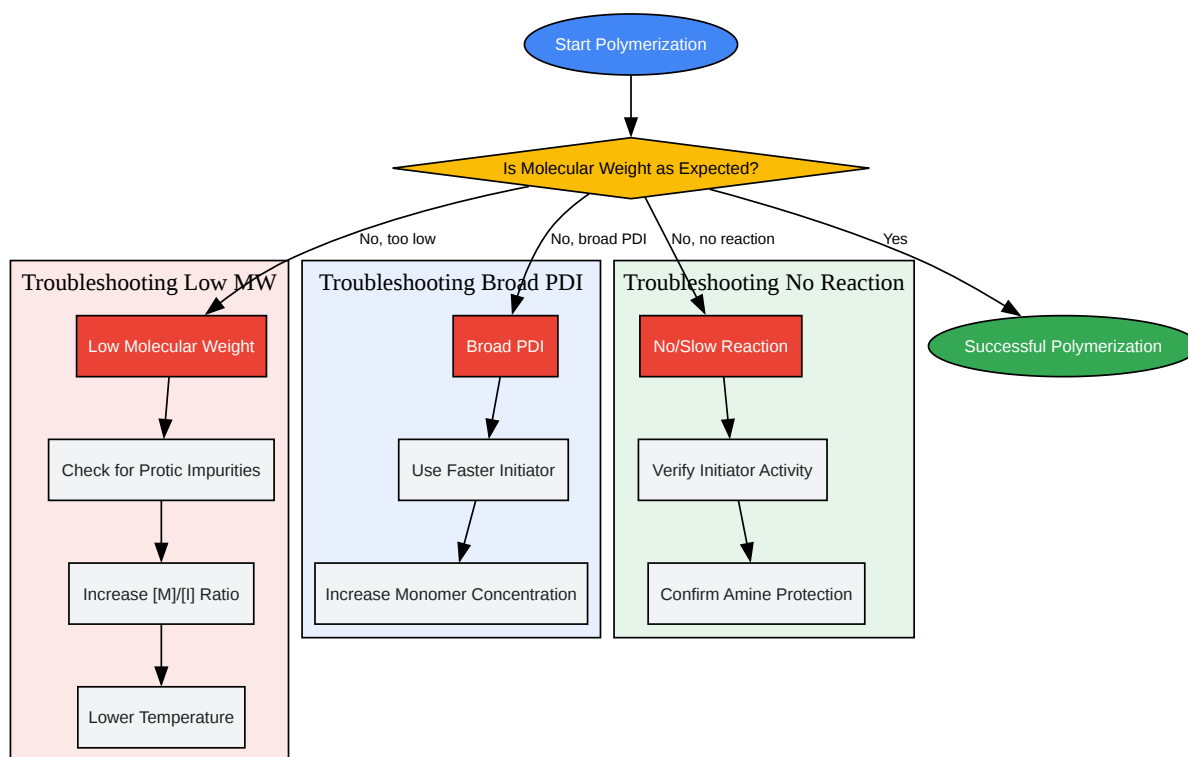 Start Polymerization
Is Molecular Weight as Expected?
No, too low
No, broad PDI
No, no reaction
Yes
Troubleshooting Low MW
Troubleshooting Broad PDI
Troubleshooting No Reaction
Low Molecular Weight
Broad PDI
No/Slow Reaction
Successful Polymerization
Check for Protic Impurities
Use Faster Initiator
Verify Initiator Activity
Increase [M]/[I] Ratio
Increase Monomer Concentration
Confirm Amine Protection
Lower Temperature